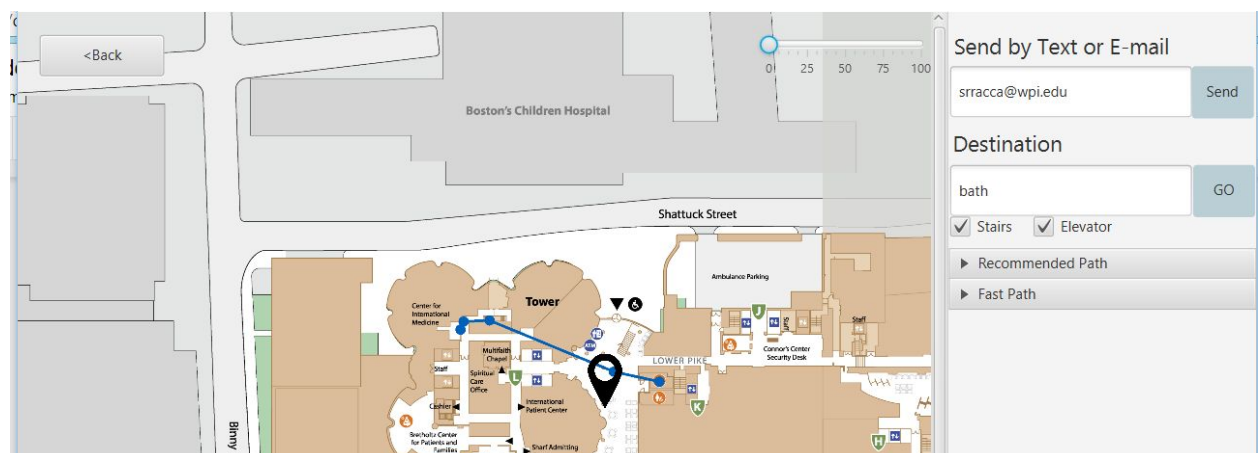 <Back
0 25 50 75 100
Boston's Children Hospital
Shattuck Street
Ambulance Parking
Tower
Center for
International
Medicine
J
Staff
Staff
ATM
Connor's Center
Security Desk
LOWER PIKE
Multifaith
Chapel
Staff
Spiritual
Care
Office
L
Cashier
International
Patient Center
K
Binny
Bretholtz Center
for Patients and
Families
Sharf Admitting
H
Send by Text or E-mail
srracca@wpi.edu
Send
Destination
bath
GO
Stairs
Elevator
Recommended Path
Fast Path